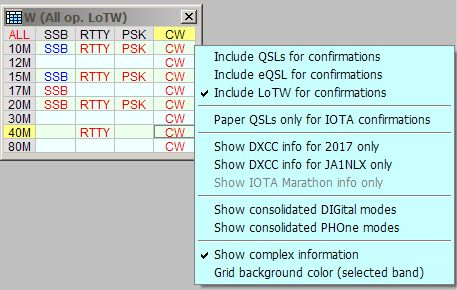 W (All op. LoTW)
ALL SSB RTTY PSK CW
10M SSB RTTY PSK CW
12M CW
15M SSB RTTY PSK CW
17M SSB CW
20M SSB RTTY PSK CW
30M CW
40M RTTY CW
80M CW
Include QSLs for confirmations
Include eQSL for confirmations
Include LoTW for confirmations
Paper QSLs only for IOTA confirmations
Show DXCC info for 2017 only
Show DXCC info for JA1NLX only
Show IOTA Marathon info only
Show consolidated DIGital modes
Show consolidated PHOne modes
Show complex information
Grid background color (selected band)